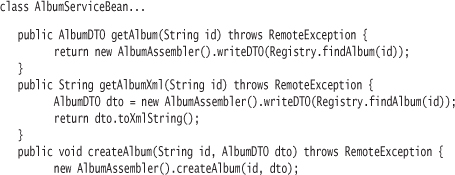 class AlbumServiceBean...
public AlbumDTO getAlbum(String id) throws RemoteException {
return new AlbumAssembler().writeDTO(Registry.findAlbum(id));
}
public String getAlbumXml(String id) throws RemoteException {
AlbumDTO dto = new AlbumAssembler().writeDTO(Registry.findAlbum(id));
return dto.toXmlString();
}
public void createAlbum(String id, AlbumDTO dto) throws RemoteException {
new AlbumAssembler().createAlbum(id, dto);